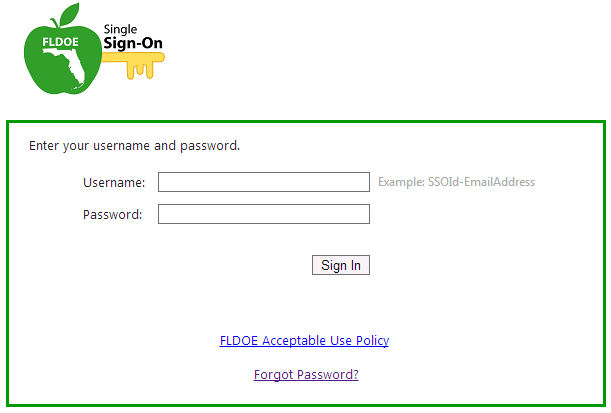 FLDOE
Single
Sign-On
Enter your username and password.
Username:
Example: SSOId-EmailAddress
Password:
Sign In
FLDOE Acceptable Use Policy
Forgot Password?